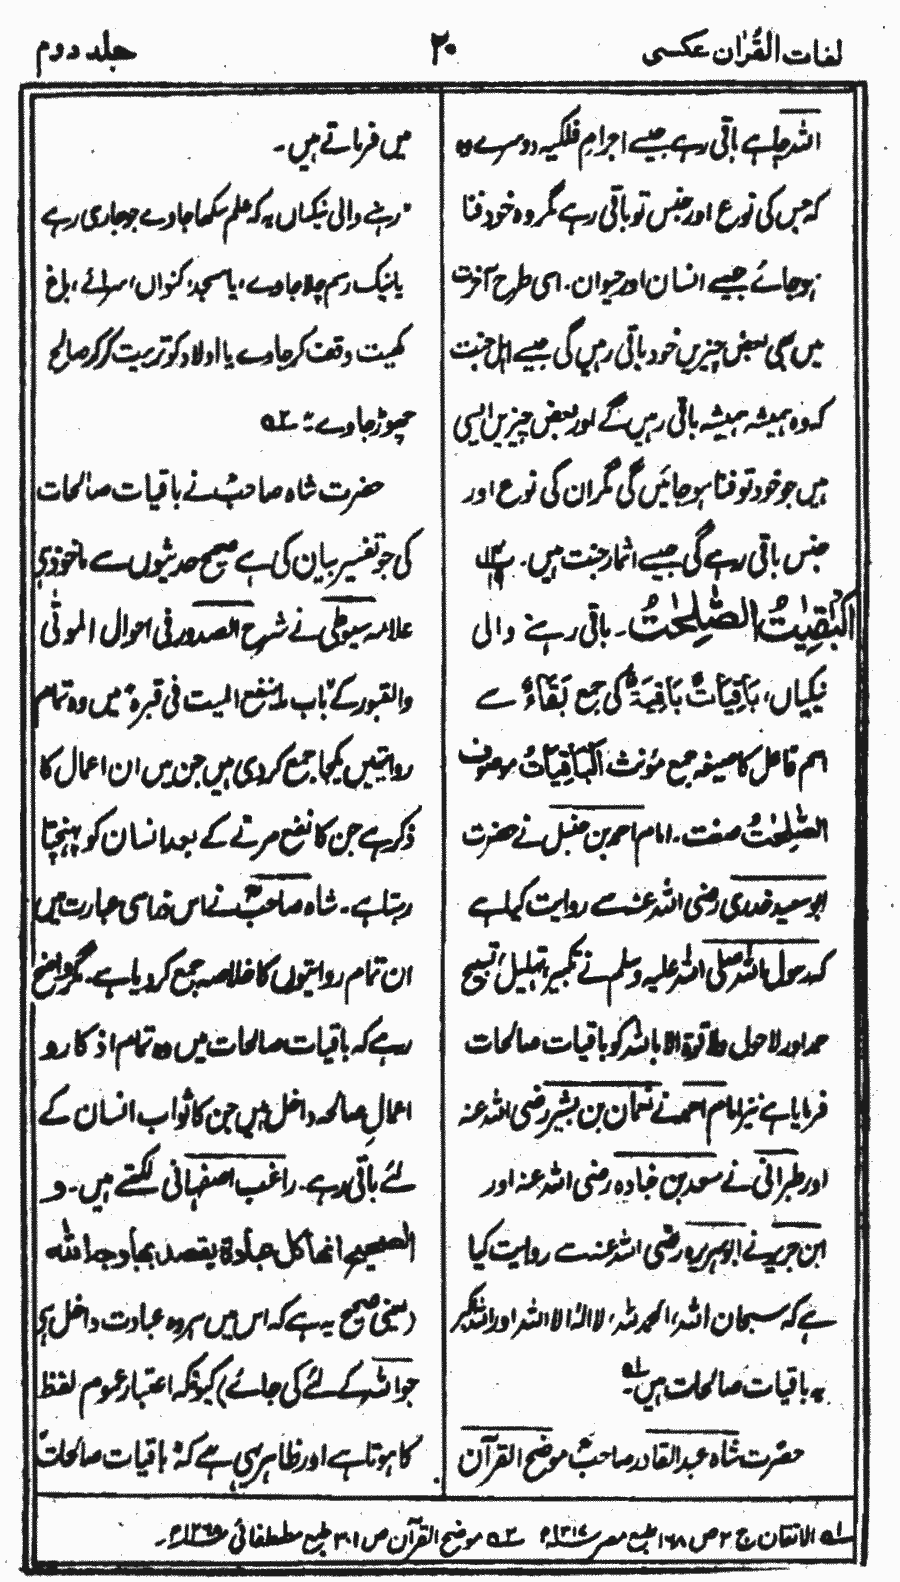 لغات القرآن عکسی
۲۰
جلد دوم
اللہ چاہے باقی رہے جیسے اجرامِ فلکیہ دوسرے وہ
کہ جس کی نوع اور جنس تو باقی رہے مگر وہ خود فنا
ہو جائے جیسے انسان اور حیوان. اسی طرح آخرت
میں بھی بعض چیزیں خود باقی رہیں گی جیسے اہل جنت
کہ وہ ہمیشہ ہمیشہ باقی رہیں گے اور بعض چیزیں ایسی
ہیں جو خود تو فنا ہو جائیں گی مگر ان کی نوع اور
جنس باقی رہے گی جیسے اثمار جنت ہیں.
اَلْبٰقِیٰتُ الصّٰلِحٰتُ ۔ باقی رہنے والی
نیکیاں، بَاقِیَاتٌ بَاقِیَۃٌ کی جمع بَقَاءٌ سے
اسم فاعل کا صیغہ جمع مؤنث اَلْبَاقِیَاتُ موصوف
الصّٰلِحٰتُ صفت. امام احمد بن حنبل نے حضرت
ابو سعید خدری رضی اللہ عنہ سے روایت کیا ہے
کہ رسول اللہ صلی اللہ علیہ وسلم نے تکبیر، تہلیل، تسبیح
حمد اور لا حول ولا قوۃ الا باللہ کو باقیات صالحات
فرمایا ہے نیز امام احمد نے نعمان بن بشیر رضی اللہ عنہ
اور طبرانی نے سعد بن عبادہ رضی اللہ عنہ اور
ابن جریر نے ابو ہریرہ رضی اللہ عنہ سے روایت کیا
ہے کہ سبحان اللہ، الحمد للہ، لا الٰہ الا اللہ اور اللہ اکبر
یہ باقیات صالحات ہیں۔
حضرت شاہ عبد القادر صاحبؒ موضح القرآن
میں فرماتے ہیں۔
رہنے والی نیکیاں یہ کہ علم سکھا جاوے جو جاری رہے
یا نیک رسم چلا جاوے، یا مسجد، کنواں، سرائے، باغ
کھیت وقف کر جاوے یا اولاد کو تربیت کر کر صالح
چھوڑ جاوے
حضرت شاہ صاحبؒ نے باقیات صالحات
کی جو تفسیر بیان کی ہے صحیح حدیثوں سے ماخوذ ہے
علامہ سیوطی نے شرح الصدور فی احوال الموتٰی
والقبور کے باب ما ینفع المیت فی قبرہ میں وہ تمام
روایتیں یکجا جمع کر دی ہیں جن میں ان اعمال کا
ذکر ہے جن کا نفع مرنے کے بعد انسان کو پہنچتا
رہتا ہے. شاہ صاحبؒ نے اس ذرا سی عبارت میں
ان تمام روایتوں کا خلاصہ جمع کر دیا ہے. مگر واضح
رہے کہ باقیات صالحات میں وہ تمام اذکار و
اعمالِ صالحہ داخل ہیں جن کا ثواب انسان کے
لئے باقی رہے. راغب اصفہانی لکھتے ہیں. و
الصحیح انھا کل عبادۃ یقصد بھا وجہ اللہ
(یعنی صحیح یہ ہے کہ اس میں ہر وہ عبادت داخل ہے
جو اللہ کے لئے کی جائے) کیونکہ اعتبار عموم لفظ
کا ہوتا ہے اور ظاہر یہی ہے کہ باقیات صالحات
۱؎ الاتقان ج ۲ ص ۱۶۸ طبع مصر ۱۳۱۷ھ ۲؎ موضح القرآن ص ۳۰۱ طبع مصطفائی